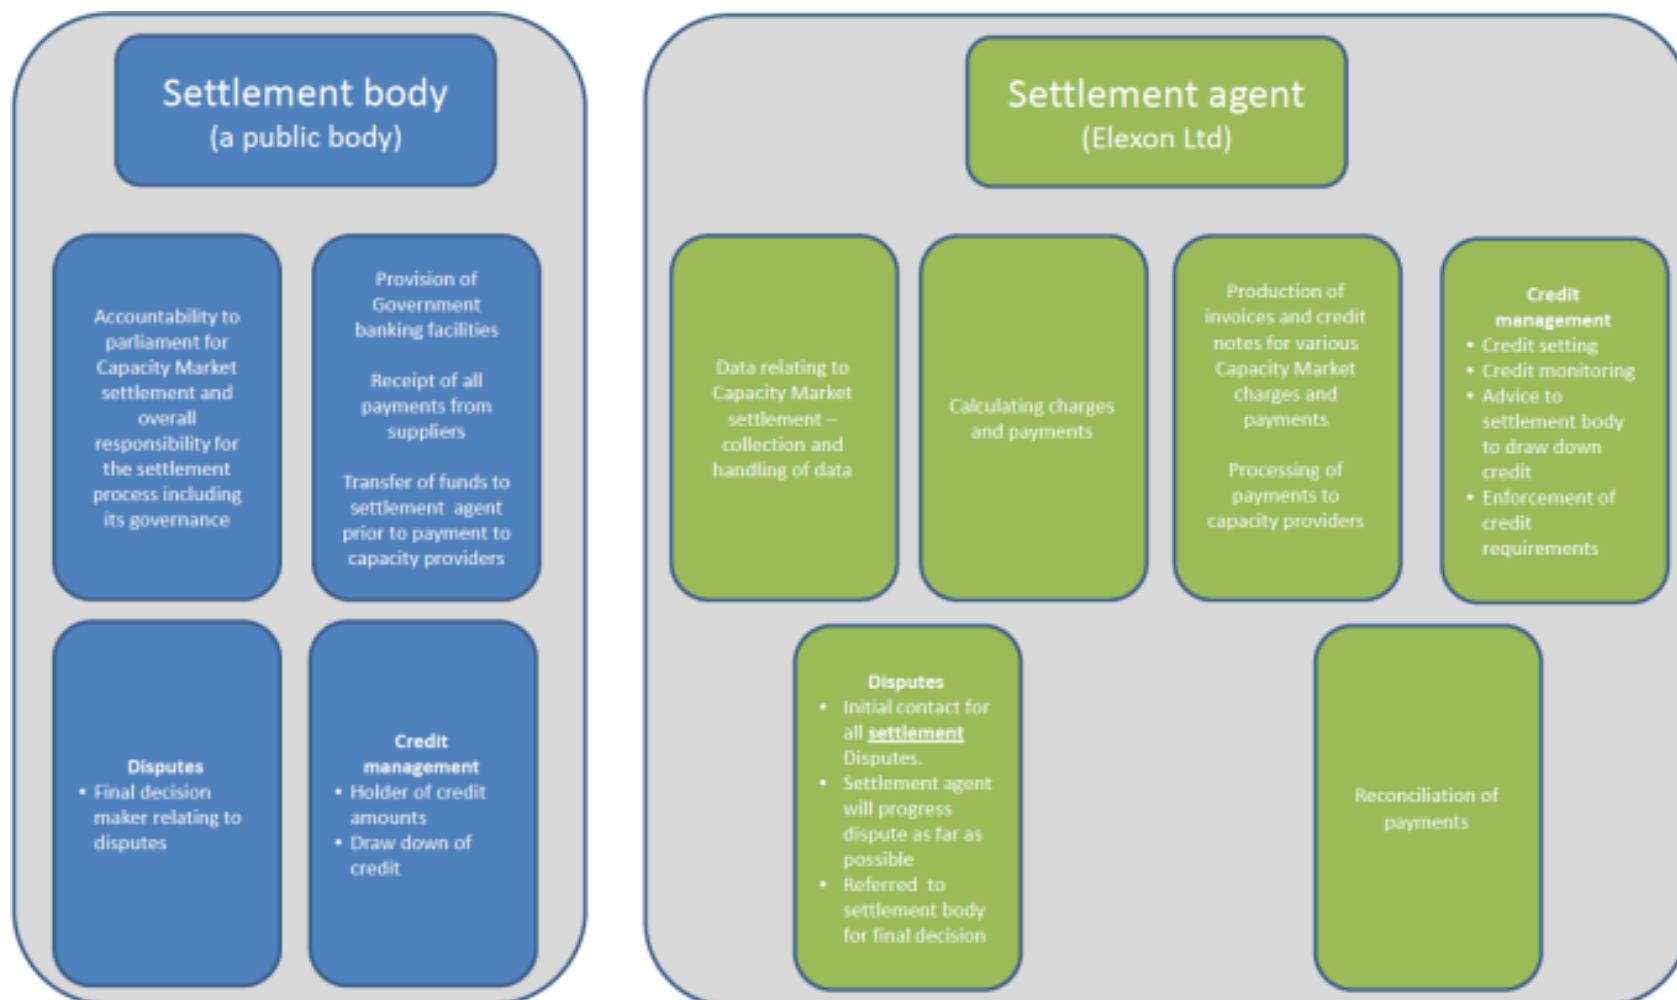 Settlement body
(a public body)
Accountability to
parliament for
Capacity Market
settlement and
overall
responsibility for
the settlement
process including
its governance
Provision of
Government
banking facilities
Receipt of all
payments from
suppliers
Transfer of funds to
settlement agent
prior to payment to
capacity providers
Disputes
• Final decision
maker relating to
disputes
Credit
management
• Holder of credit
amounts
• Draw down of
credit
Settlement agent
(Elexon Ltd)
Data relating to
Capacity Market
settlement –
collection and
handling of data
Calculating charges
and payments
Production of
invoices and credit
notes for various
Capacity Market
charges and
payments
Processing of
payments to
capacity providers
Credit
management
• Credit setting
• Credit monitoring
• Advice to
settlement body
to draw down
credit
• Enforcement of
credit
requirements
Disputes
• Initial contact for
all settlement
Disputes.
• Settlement agent
will progress
dispute as far as
possible
• Referred to
settlement body
for final decision
Reconciliation of
payments